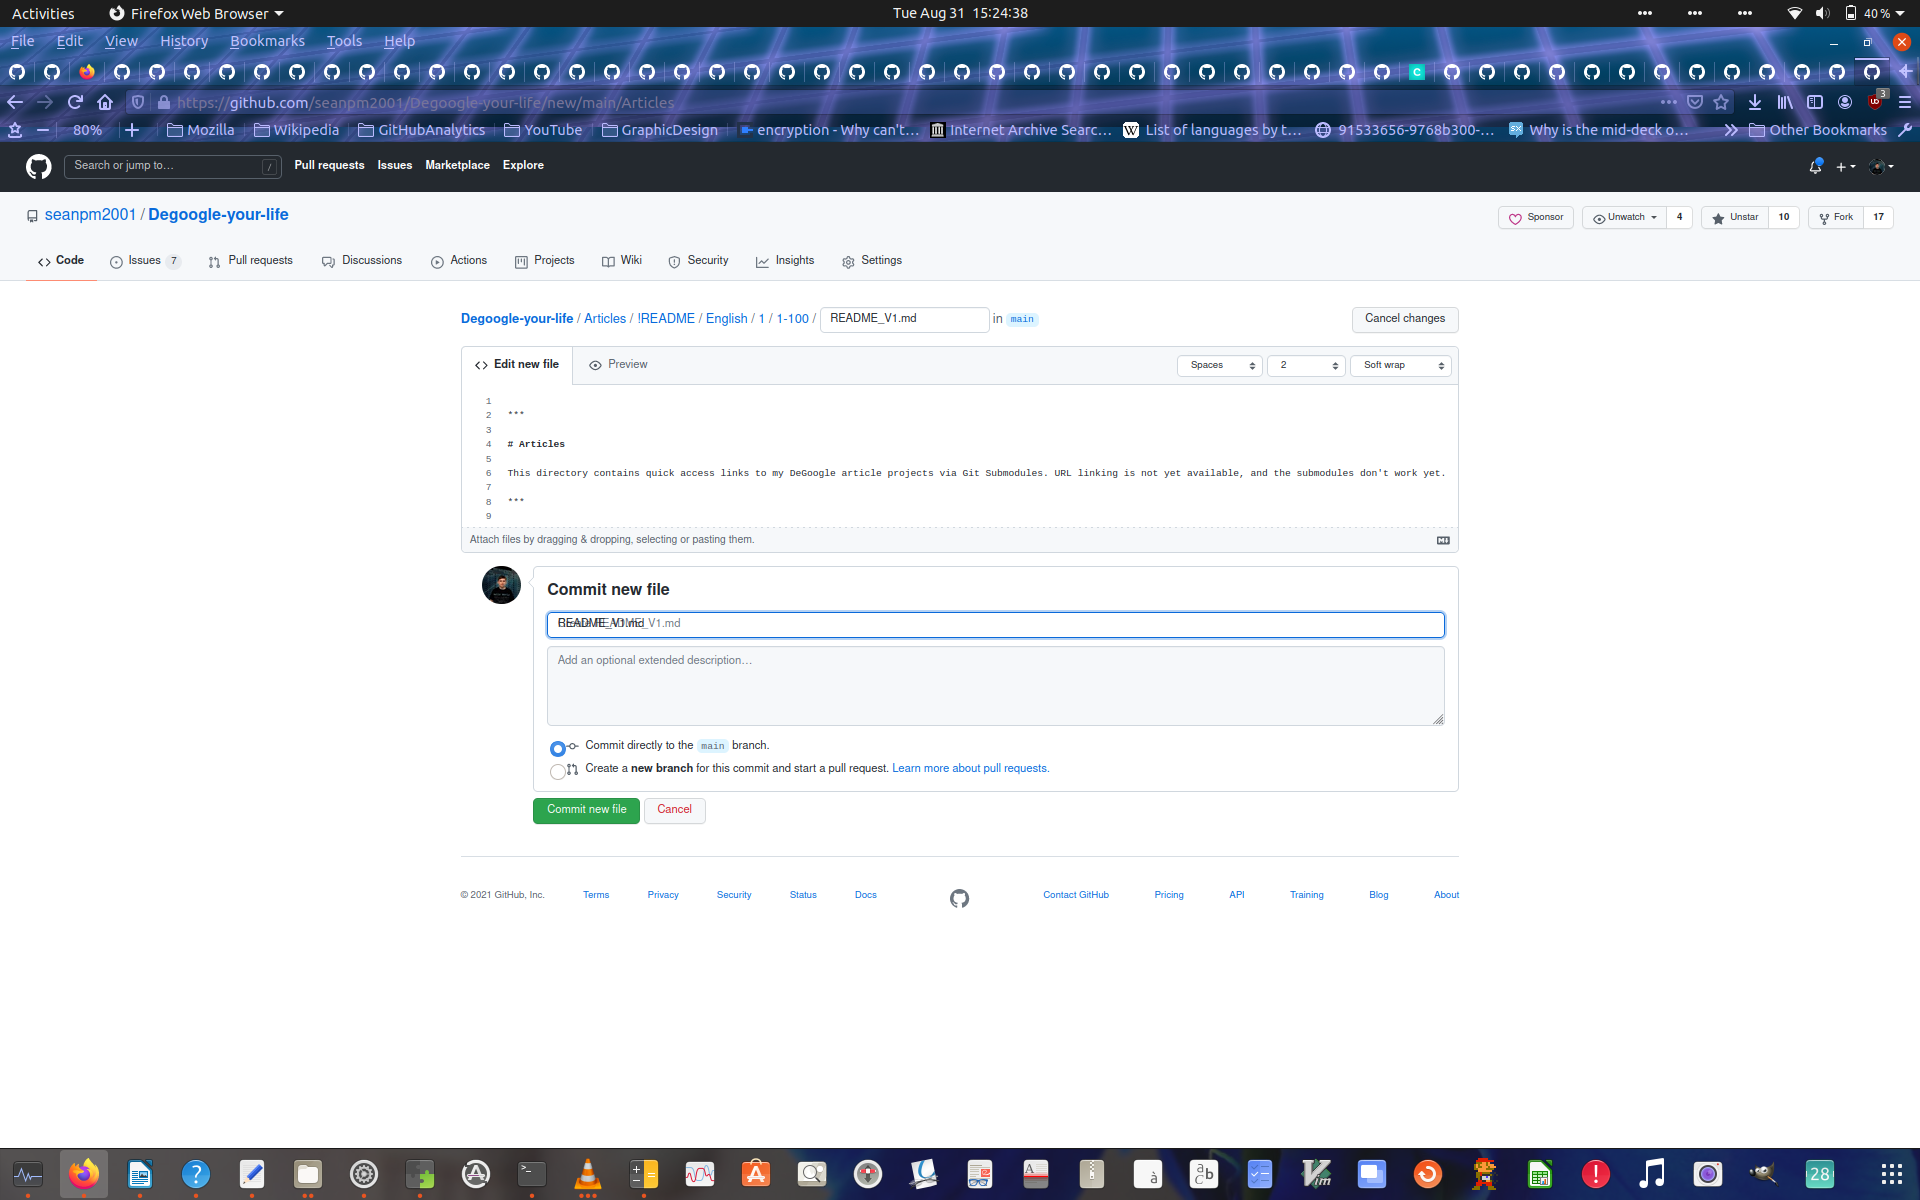 Activities Firefox Web Browser Tue Aug 31 15:24:38 40 %
File Edit View History Bookmarks Tools Help
https://github.com/seanpm2001/Degoogle-your-life/new/main/Articles 3
80% Mozilla Wikipedia GitHubAnalytics YouTube GraphicDesign encryption - Why can't… Internet Archive Searc… List of languages by t… 91533656-9768b300-… Why is the mid-deck o… Other Bookmarks
Search or jump to… / Pull requests Issues Marketplace Explore
seanpm2001 / Degoogle-your-life Sponsor Unwatch 4 Unstar 10 Fork 17
Code Issues 7 Pull requests Discussions Actions Projects Wiki Security Insights Settings
Degoogle-your-life / Articles / !README / English / 1 / 1-100 / README_V1.md in main Cancel changes
Edit new file Preview Spaces 2 Soft wrap
1
2 ***
3
4 # Articles
5
6 This directory contains quick access links to my DeGoogle article projects via Git Submodules. URL linking is not yet available, and the submodules don't work yet.
7
8 ***
9
Attach files by dragging & dropping, selecting or pasting them.
Commit new file
README_V1.md
Add an optional extended description…
Commit directly to the main branch.
Create a new branch for this commit and start a pull request. Learn more about pull requests.
Commit new file Cancel
© 2021 GitHub, Inc. Terms Privacy Security Status Docs Contact GitHub Pricing API Training Blog About
28